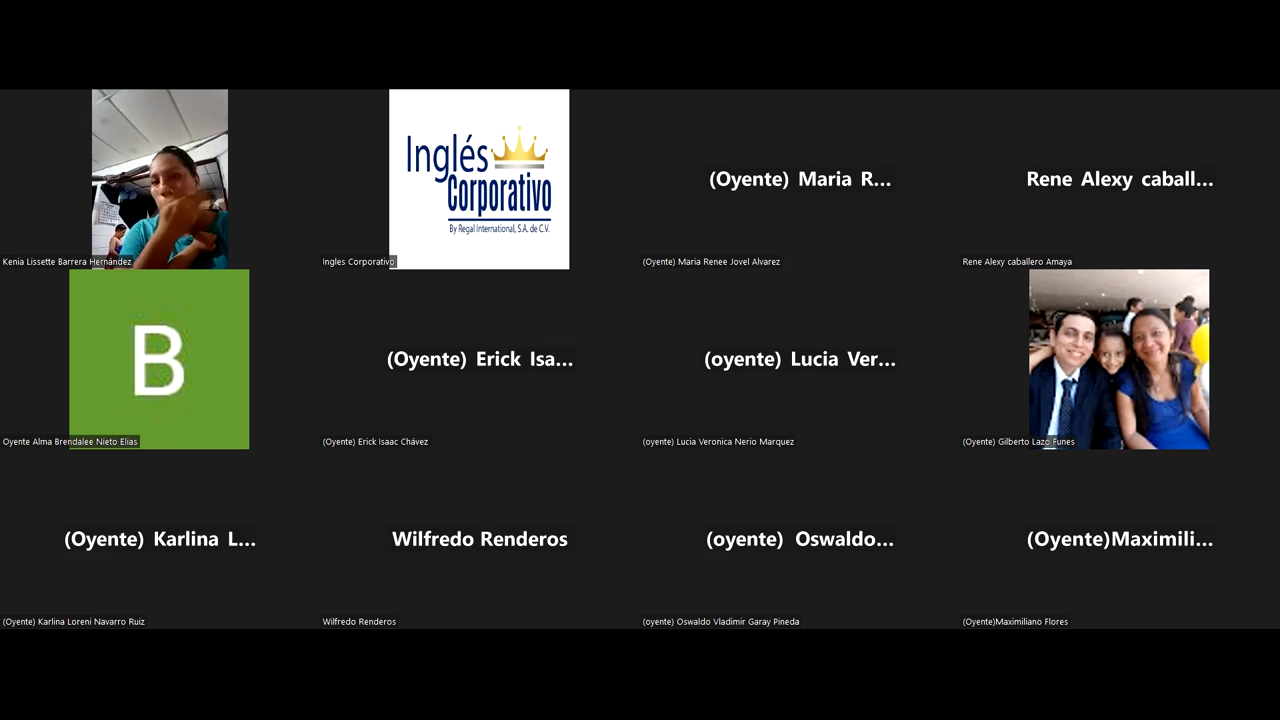 Inglés
Corporativo
By Regal International, S.A. de C.V.
(Oyente) Maria R...
Rene Alexy caball...
Kenia Lissette Barrera Hernández
Ingles Corporativo
(Oyente) Maria Renee Jovel Alvarez
Rene Alexy caballero Amaya
B
(Oyente) Erick Isa...
(oyente) Lucia Ver...
Oyente Alma Brendalee Nieto Elias
(Oyente) Erick Isaac Chávez
(oyente) Lucia Veronica Nerio Marquez
(Oyente) Gilberto Lazo Funes
(Oyente) Karlina L...
Wilfredo Renderos
(oyente) Oswaldo...
(Oyente)Maximili...
(Oyente) Karlina Loreni Navarro Ruiz
Wilfredo Renderos
(oyente) Oswaldo Vladimir Garay Pineda
(Oyente)Maximiliano Flores